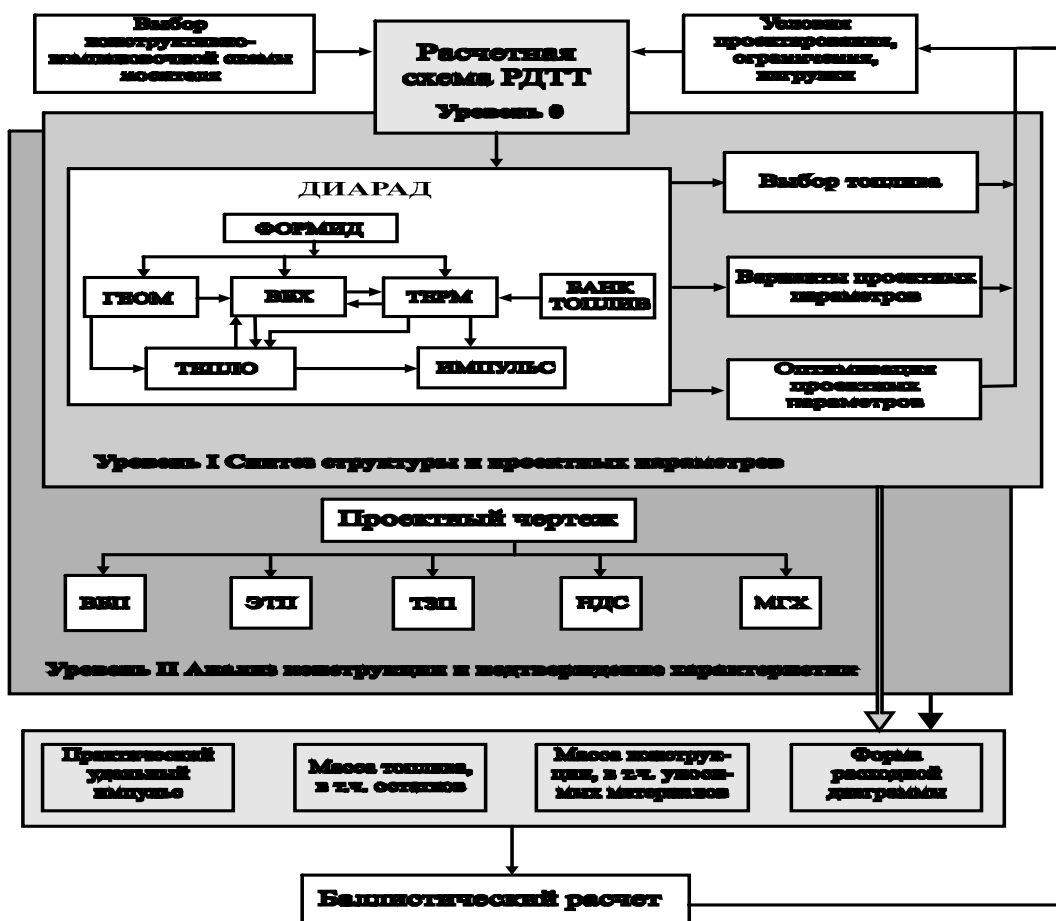 Выбор
конструктивно-
компоновочной схемы
носителя
Расчетная
схема РДТТ
Уровень 0
Условия
проектирования,
ограничения,
нагрузки
ДИАРАД
ФОРМИД
ГЕОМ
ВБХ
ТЕРМ
БАНК
ТОПЛИВ
ТЕПЛО
ИМПУЛЬС
Выбор топлива
Варианты проектных
параметров
Оптимизация
проектных
параметров
Уровень I Синтез структуры и проектных параметров
Проектный чертеж
ВБП
ЭТП
ТЗП
НДС
МГХ
Уровень II Анализ конструкции и подтверждение характеристик
Практический
удельный
импульс
Масса топлива,
в т.ч. остатков
Масса конструк-
ции, в т.ч. уноси-
мых материалов
Форма
расходной
диаграммы
Баллистический расчет